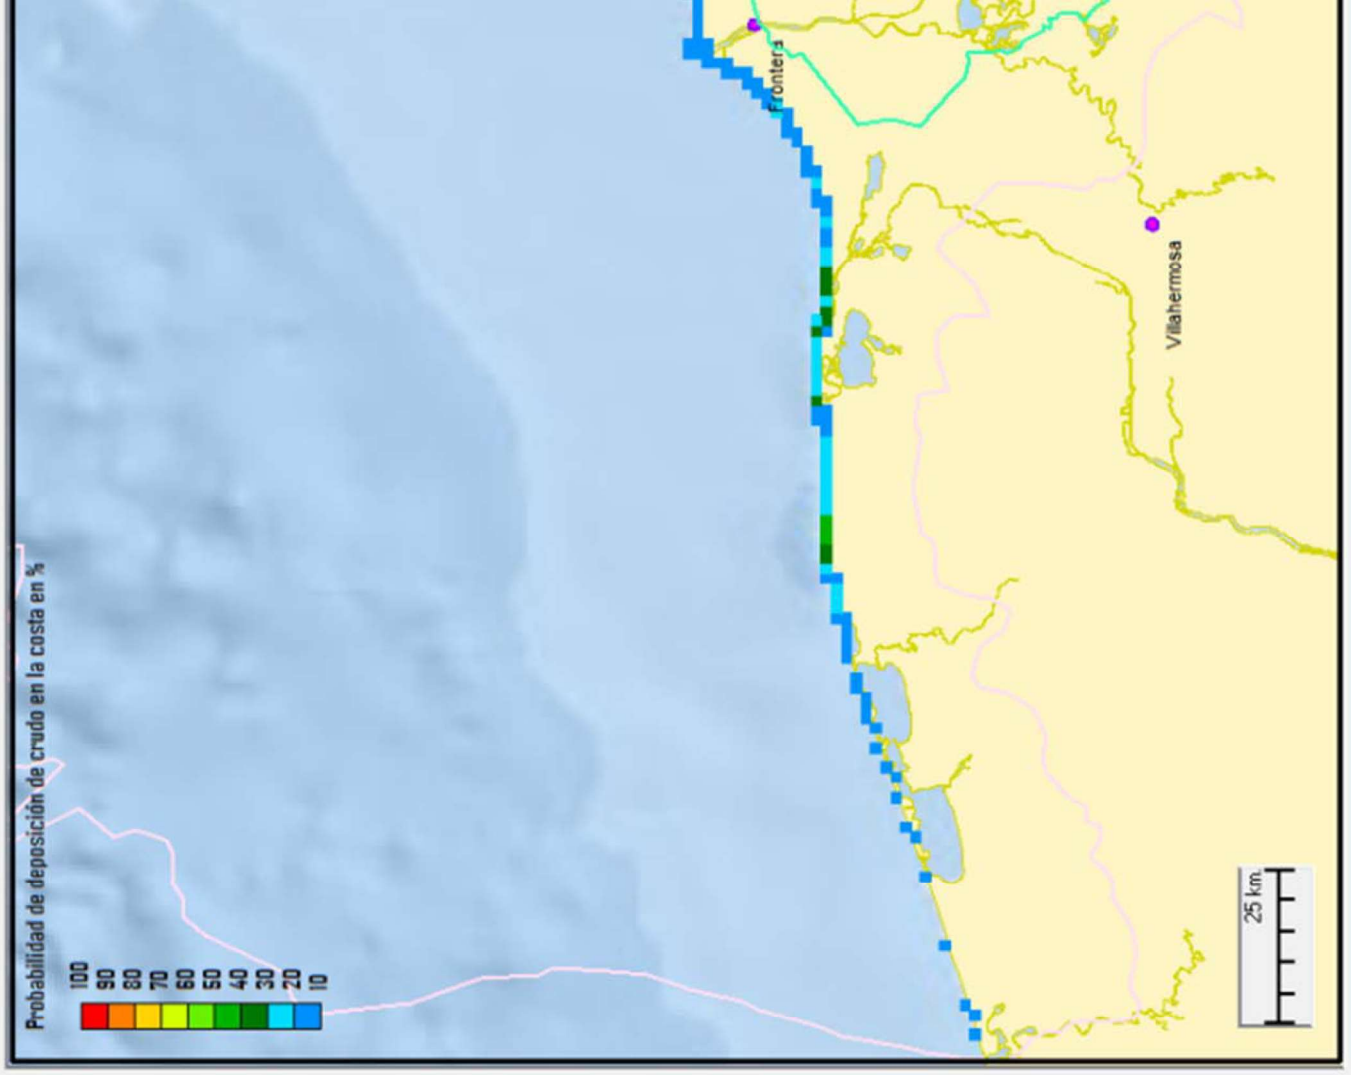 Probabilidad de deposición de crudo en la costa en %
100
90
80
70
60
50
40
30
20
10
Frontera
Villahermosa
25 km.